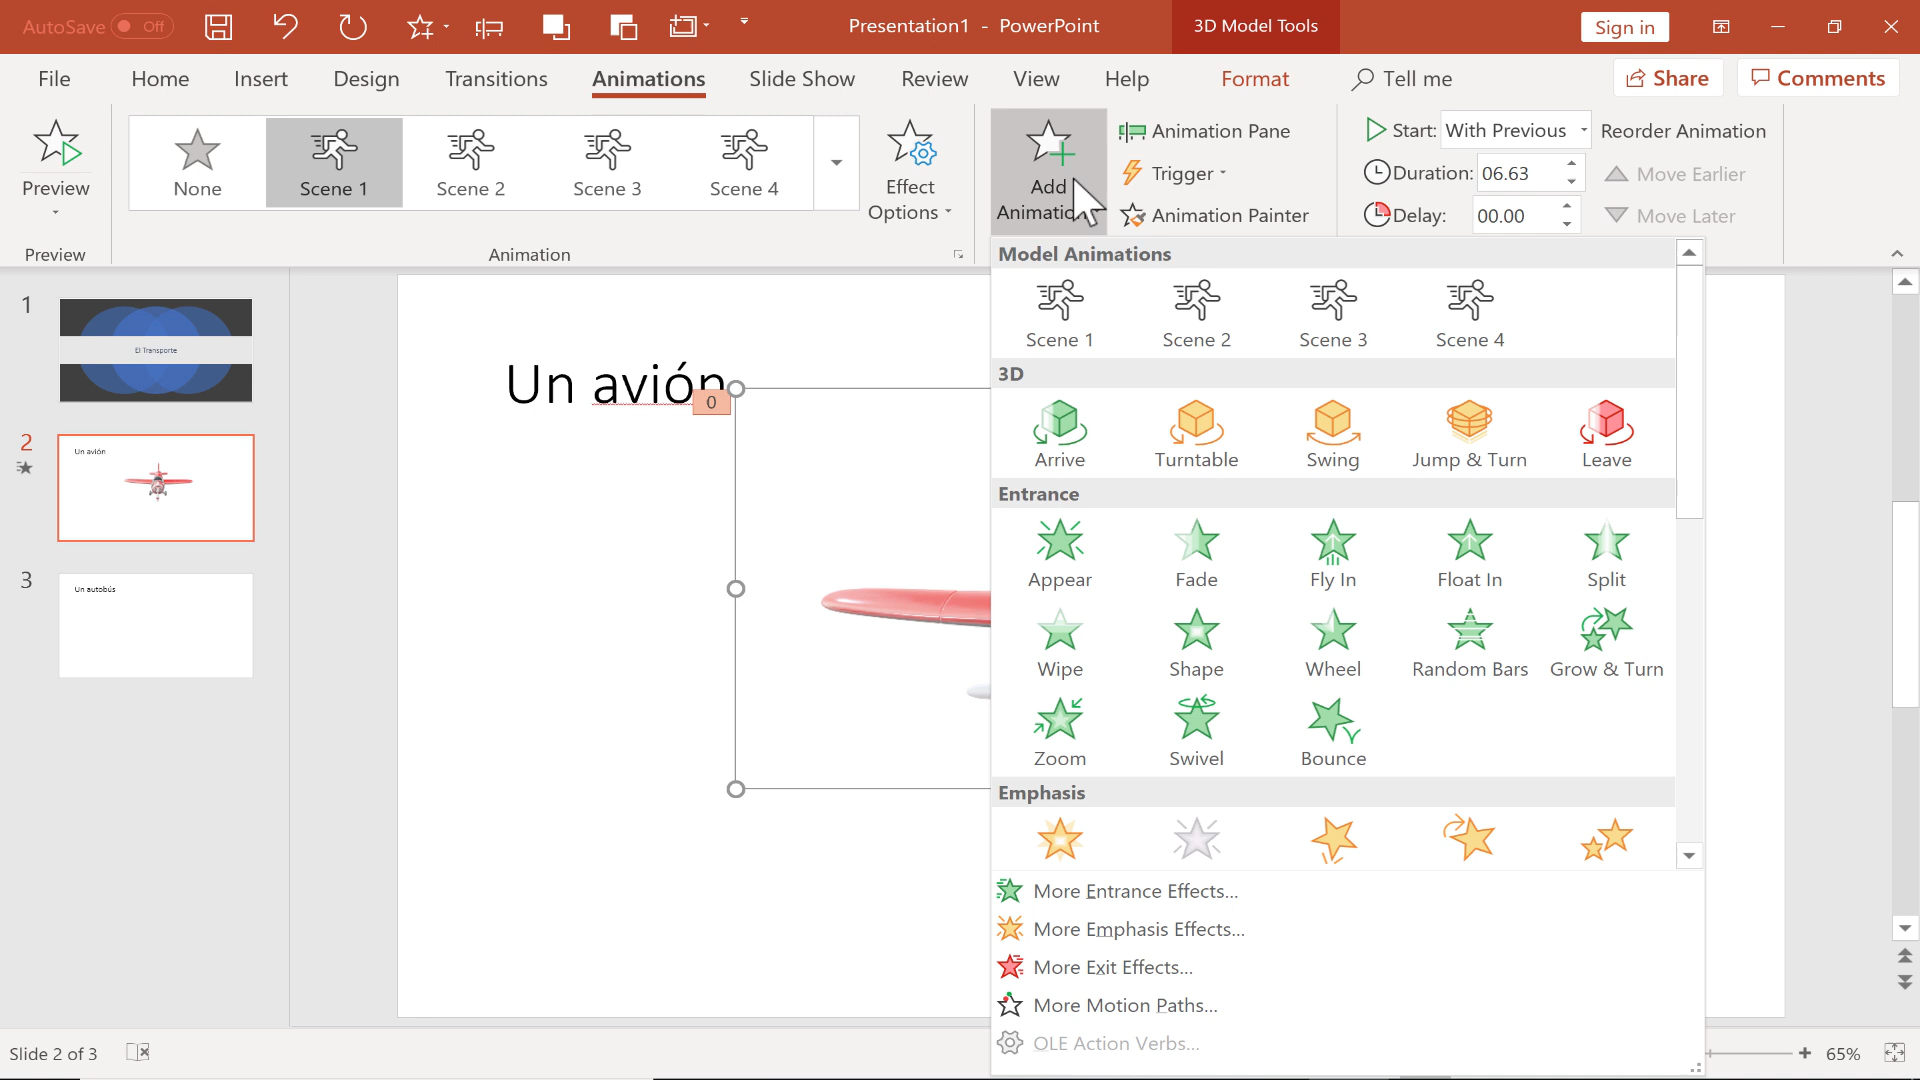 AutoSave Off
Presentation1 - PowerPoint
3D Model Tools
Sign in
File Home Insert Design Transitions Animations Slide Show Review View Help Format Tell me
Share Comments
Preview
None Scene 1 Scene 2 Scene 3 Scene 4
Effect
Options
Add
Animation
Animation Pane
Trigger
Animation Painter
Start: With Previous
Duration: 06.63
Delay: 00.00
Reorder Animation
Move Earlier
Move Later
Preview
Animation
Model Animations
Scene 1 Scene 2 Scene 3 Scene 4
3D
Arrive Turntable Swing Jump & Turn Leave
Entrance
Appear Fade Fly In Float In Split
Wipe Shape Wheel Random Bars Grow & Turn
Zoom Swivel Bounce
Emphasis
More Entrance Effects...
More Emphasis Effects...
More Exit Effects...
More Motion Paths...
OLE Action Verbs...
1
El Transporte
2
Un avión
3
Un autobús
Un avión
0
Slide 2 of 3
65%